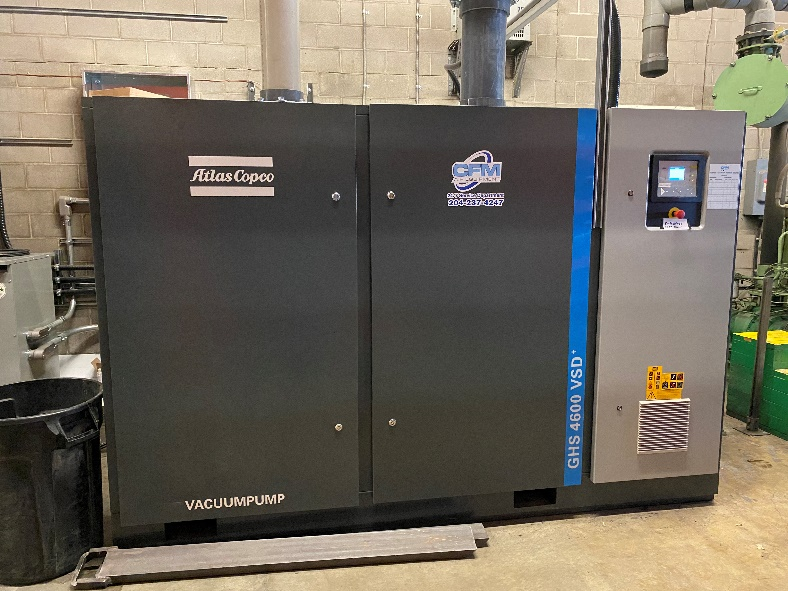 Atlas Copco
CFM
204-237-4247
GHS 4600 VSD+
VACUUMPUMP